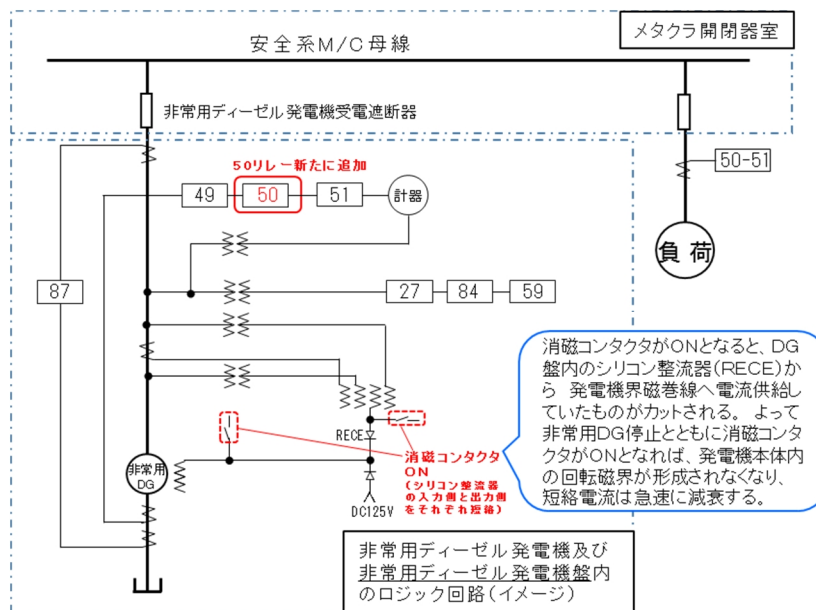 メタクラ開閉器室
安全系M/C母線
非常用ディーゼル発電機受電遮断器
50-51
負荷
50リレー新たに追加
49
50
51
計器
87
27
84
59
消磁コンタクタがONとなると、DG
盤内のシリコン整流器(RECE)か
ら 発電機界磁巻線へ電流供給し
ていたものがカットされる。 よって
非常用DG停止とともに消磁コンタ
クタがONとなれば、発電機本体内
の回転磁界が形成されなくなり、
短絡電流は急速に減衰する。
RECE
消磁コンタクタ
ON
(シリコン整流器
の入力側と出力側
をそれぞれ短絡)
非常用
DG
DC125V
非常用ディーゼル発電機及び
非常用ディーゼル発電機盤内
のロジック回路(イメージ)